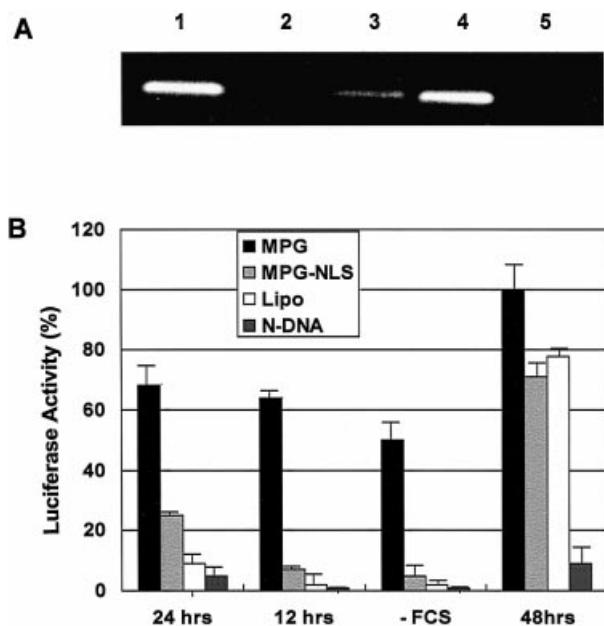 A
1 2 3 4 5
B
120
100
80
60
40
20
0
Luciferase Activity (%)
MPG
MPG-NLS
Lipo
N-DNA
24 hrs 12 hrs - FCS 48hrs